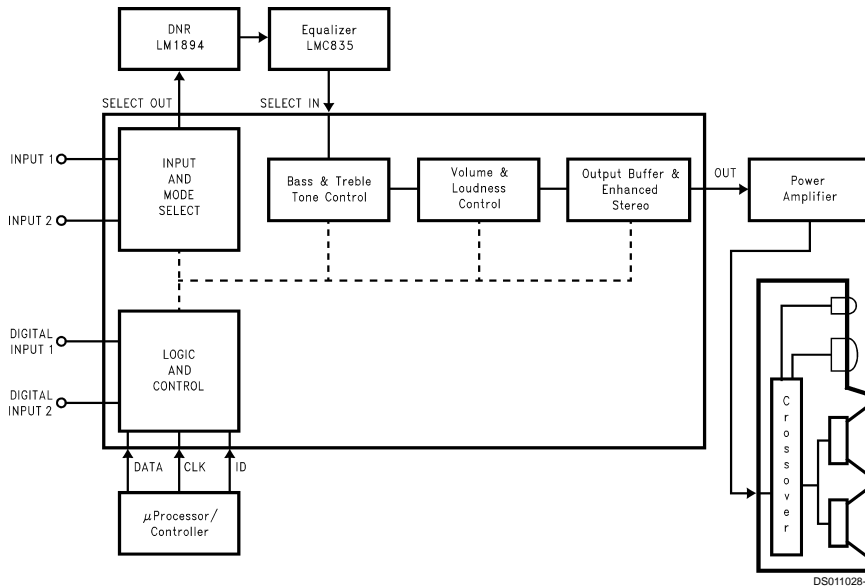 DNR
LM1894
Equalizer
LMC835
SELECT OUT
SELECT IN
INPUT 1
INPUT 2
INPUT
AND
MODE
SELECT
Bass & Treble
Tone Control
Volume &
Loudness
Control
Output Buffer &
Enhanced
Stereo
OUT
Power
Amplifier
DIGITAL
INPUT 1
DIGITAL
INPUT 2
LOGIC
AND
CONTROL
DATA
CLK
ID
μProcessor/
Controller
Crossover
DS011028-